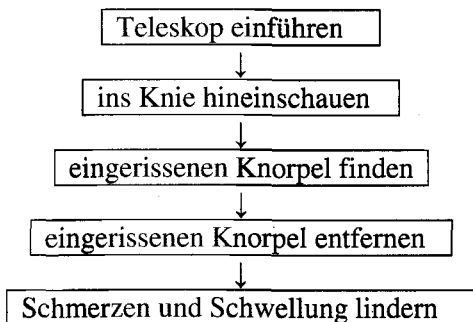 Teleskop einführen
ins Knie hineinschauen
eingerissenen Knorpel finden
eingerissenen Knorpel entfernen
Schmerzen und Schwellung lindern